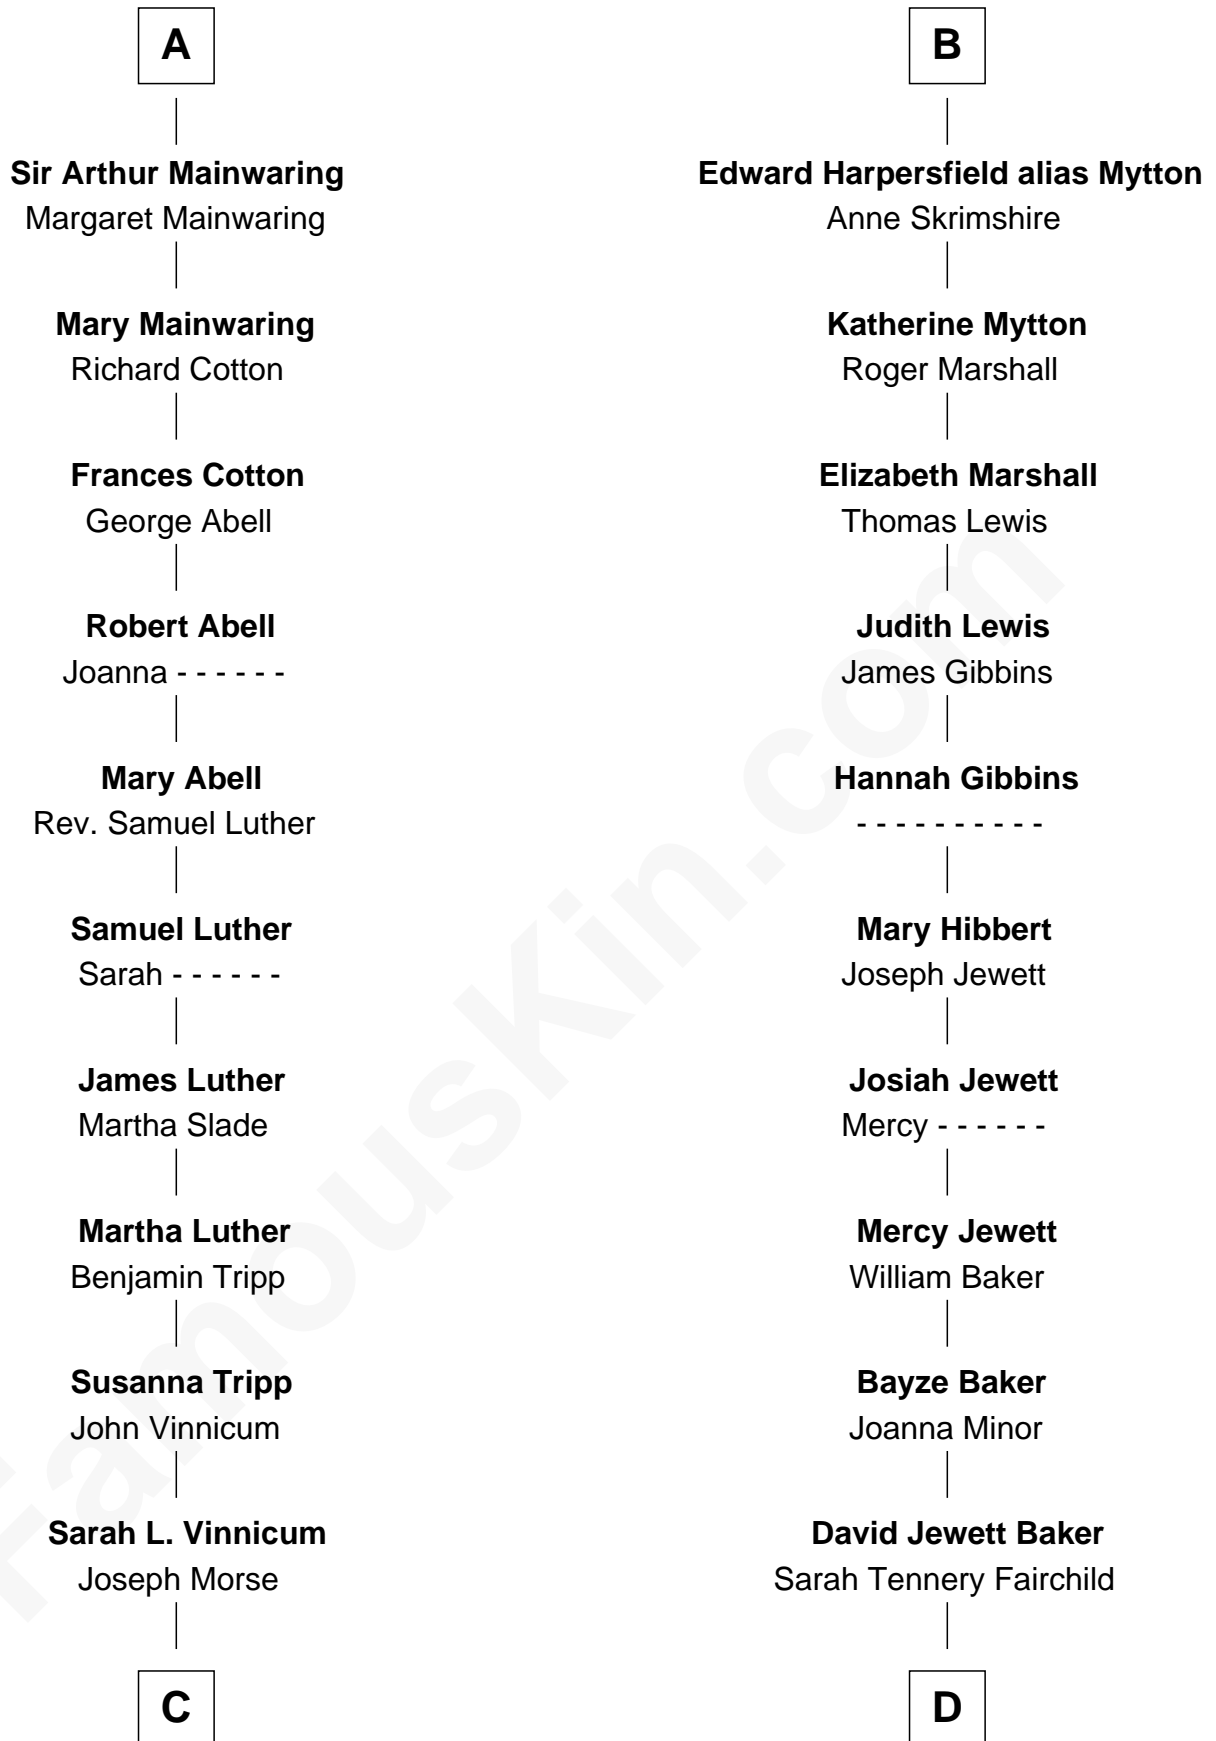 A
Sir Arthur Mainwaring
Margaret Mainwaring
Mary Mainwaring
Richard Cotton
Frances Cotton
George Abell
Robert Abell
Joanna - - - - - -
Mary Abell
Rev. Samuel Luther
Samuel Luther
Sarah - - - - - -
James Luther
Martha Slade
Martha Luther
Benjamin Tripp
Susanna Tripp
John Vinnicum
Sarah L. Vinnicum
Joseph Morse
C
B
Edward Harpersfield alias Mytton
Anne Skrimshire
Katherine Mytton
Roger Marshall
Elizabeth Marshall
Thomas Lewis
Judith Lewis
James Gibbins
Hannah Gibbins
- - - - - - - - - -
Mary Hibbert
Joseph Jewett
Josiah Jewett
Mercy - - - - - -
Mercy Jewett
William Baker
Bayze Baker
Joanna Minor
David Jewett Baker
Sarah Tennery Fairchild
D
FamousKin.com